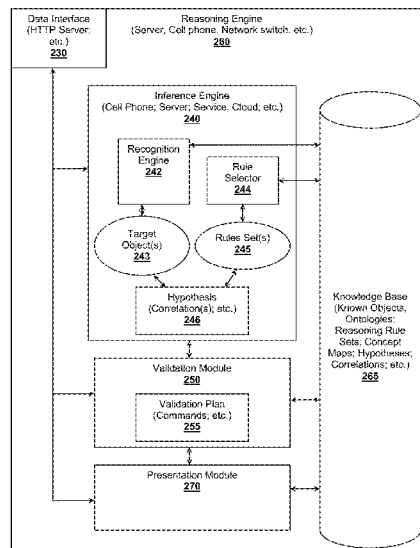 Data Interface
(HTTP Server;
etc.)
230
Reasoning Engine
(Server, Cell phone, Network switch, etc.)
260
Inference Engine
(Cell Phone; Server; Service, Cloud; etc.)
240
Recognition
Engine
242
Rule
Selector
244
Target
Object(s)
243
Rules Set(s)
245
Hypothesis
(Correlation(s); etc.)
246
Validation Module
250
Validation Plan
(Commands; etc.)
255
Presentation Module
270
Knowledge Base
(Known Objects,
Ontologies;
Reasoning Rule
Sets; Concept
Maps; Hypotheses;
Correlations; etc.)
265